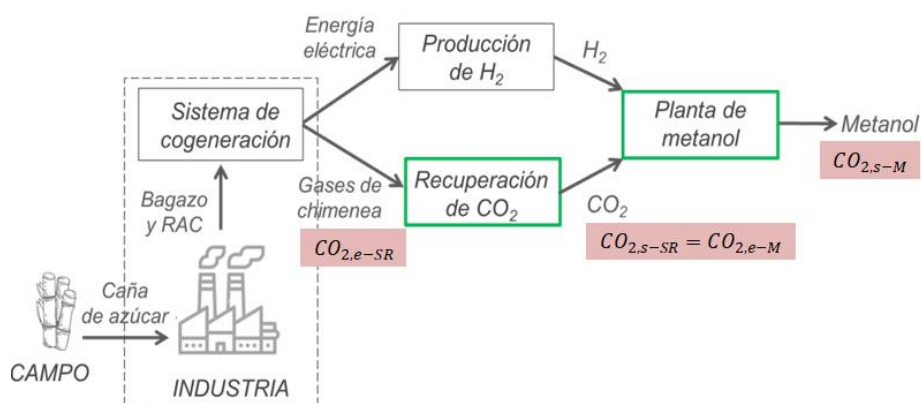 Energía
eléctrica
Producción
de H2
H2
Sistema de
cogeneración
Planta de
metanol
Metanol
CO2,s−M
Bagazo
y RAC
Gases de
chimenea
Recuperación
de CO2
CO2
CO2,e−SR
CO2,s−SR = CO2,e−M
Caña
de azúcar
CAMPO
INDUSTRIA